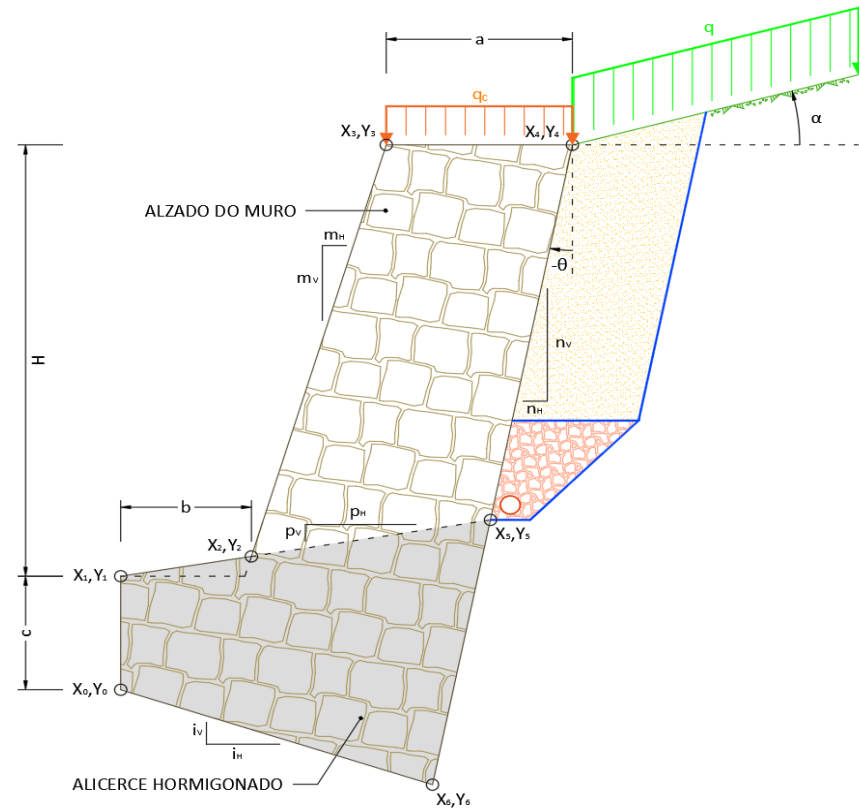 a
q
qc
X₃,Y₃
X₄,Y₄
α
ALZADO DO MURO
mH
mV
-θ
H
nV
nH
b
pH
pV
X₂,Y₂
X₅,Y₅
X₁,Y₁
c
X₀,Y₀
iV
iH
ALICERCE HORMIGONADO
X₆,Y₆